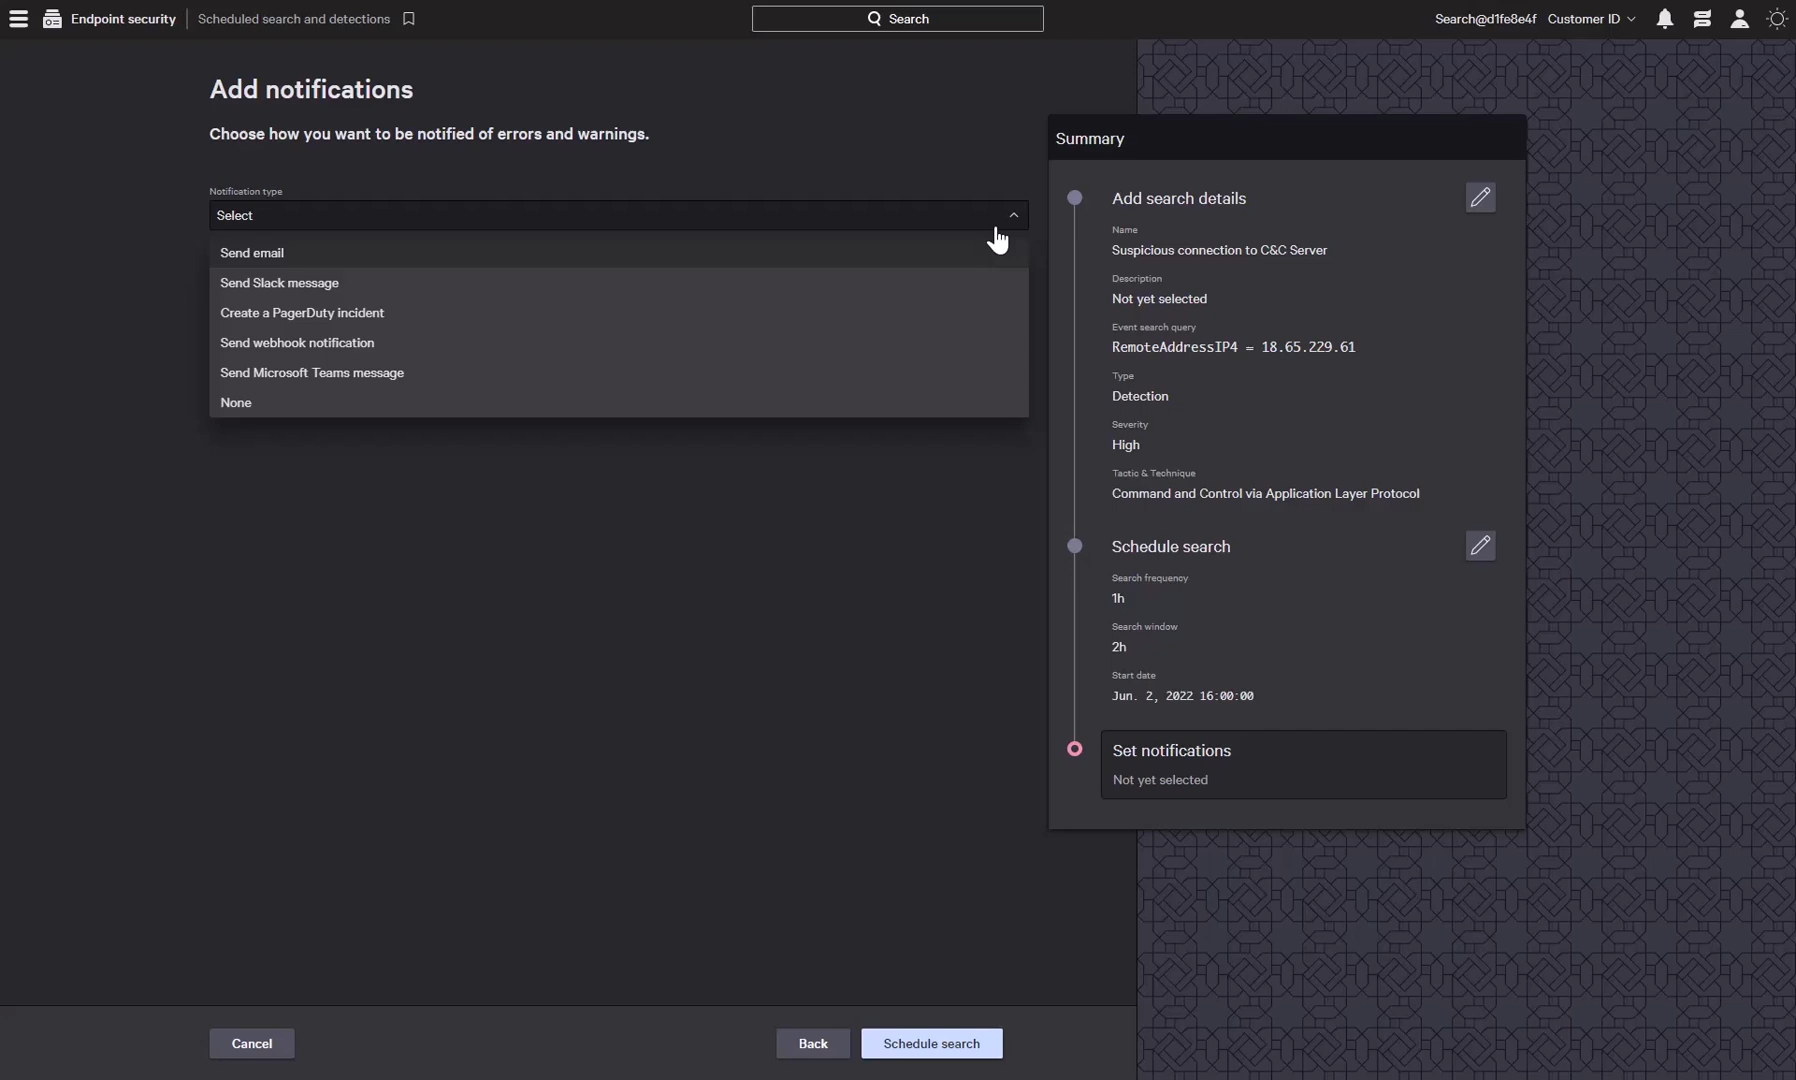 Endpoint security
Scheduled search and detections
Search
Search@d1fe8e4f
Customer ID
Add notifications
Choose how you want to be notified of errors and warnings.
Notification type
Select
Send email
Send Slack message
Create a PagerDuty incident
Send webhook notification
Send Microsoft Teams message
None
Summary
Add search details
Name
Suspicious connection to C&C Server
Description
Not yet selected
Event search query
RemoteAddressIP4 = 18.65.229.61
Type
Detection
Severity
High
Tactic & Technique
Command and Control via Application Layer Protocol
Schedule search
Search frequency
1h
Search window
2h
Start date
Jun. 2, 2022 16:00:00
Set notifications
Not yet selected
Cancel
Back
Schedule search